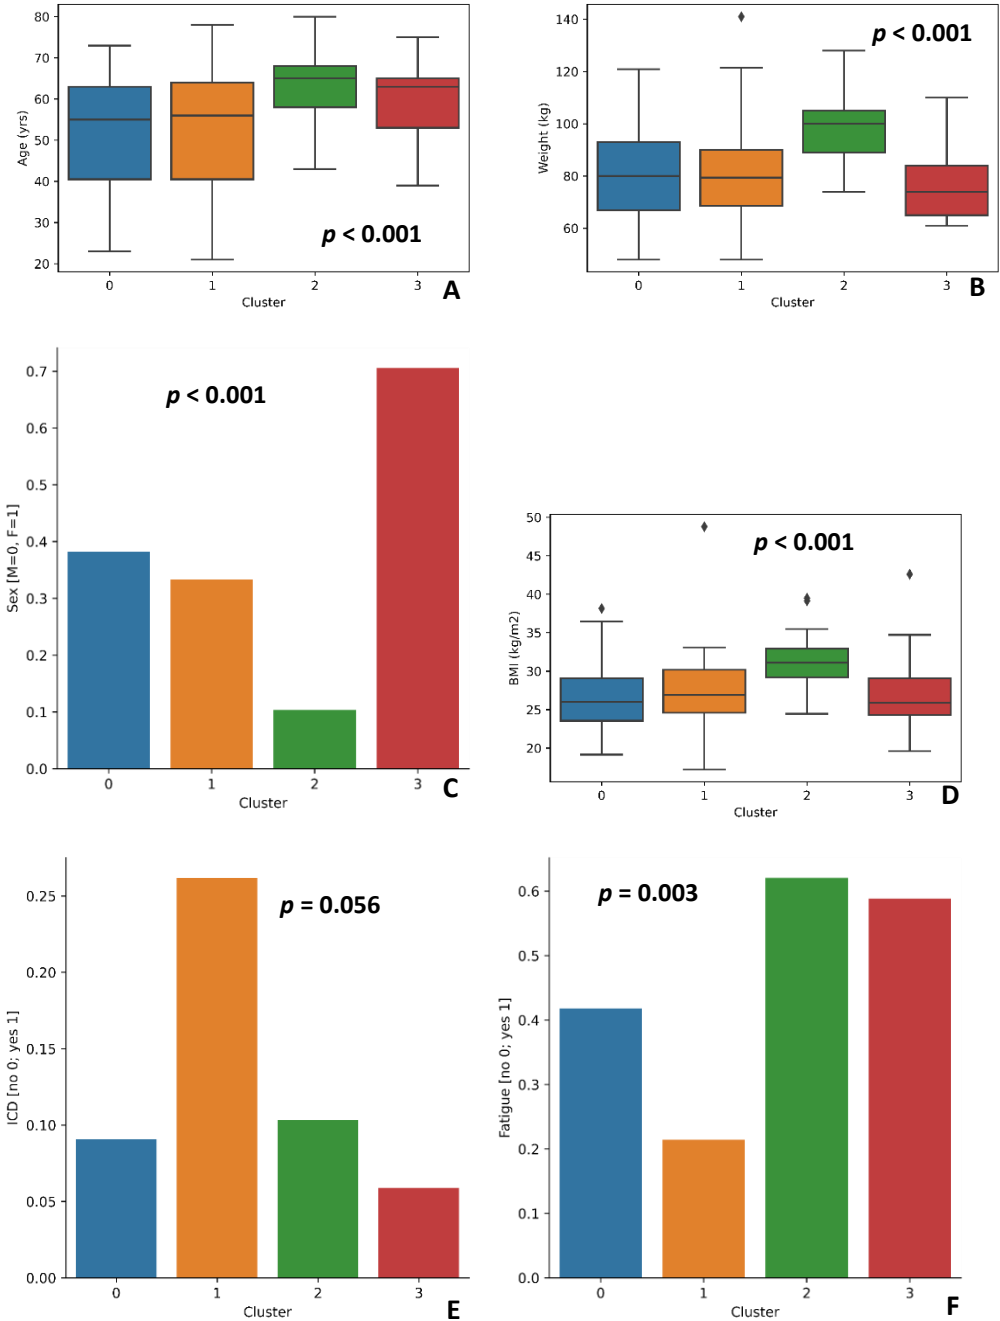 80
70
60
50
40
30
20
Age (yrs)
p < 0.001
0 1 2 3
Cluster
A
140
120
100
80
60
Weight (kg)
p < 0.001
0 1 2 3
Cluster
B
0.7
0.6
0.5
0.4
0.3
0.2
0.1
0.0
Sex [M=0, F=1]
p < 0.001
0 1 2 3
Cluster
C
50
45
40
35
30
25
20
BMI (kg/m2)
p < 0.001
0 1 2 3
Cluster
D
0.25
0.20
0.15
0.10
0.05
0.00
ICD [no 0; yes 1]
p = 0.056
0 1 2 3
Cluster
E
0.6
0.5
0.4
0.3
0.2
0.1
0.0
Fatigue [no 0; yes 1]
p = 0.003
0 1 2 3
Cluster
F